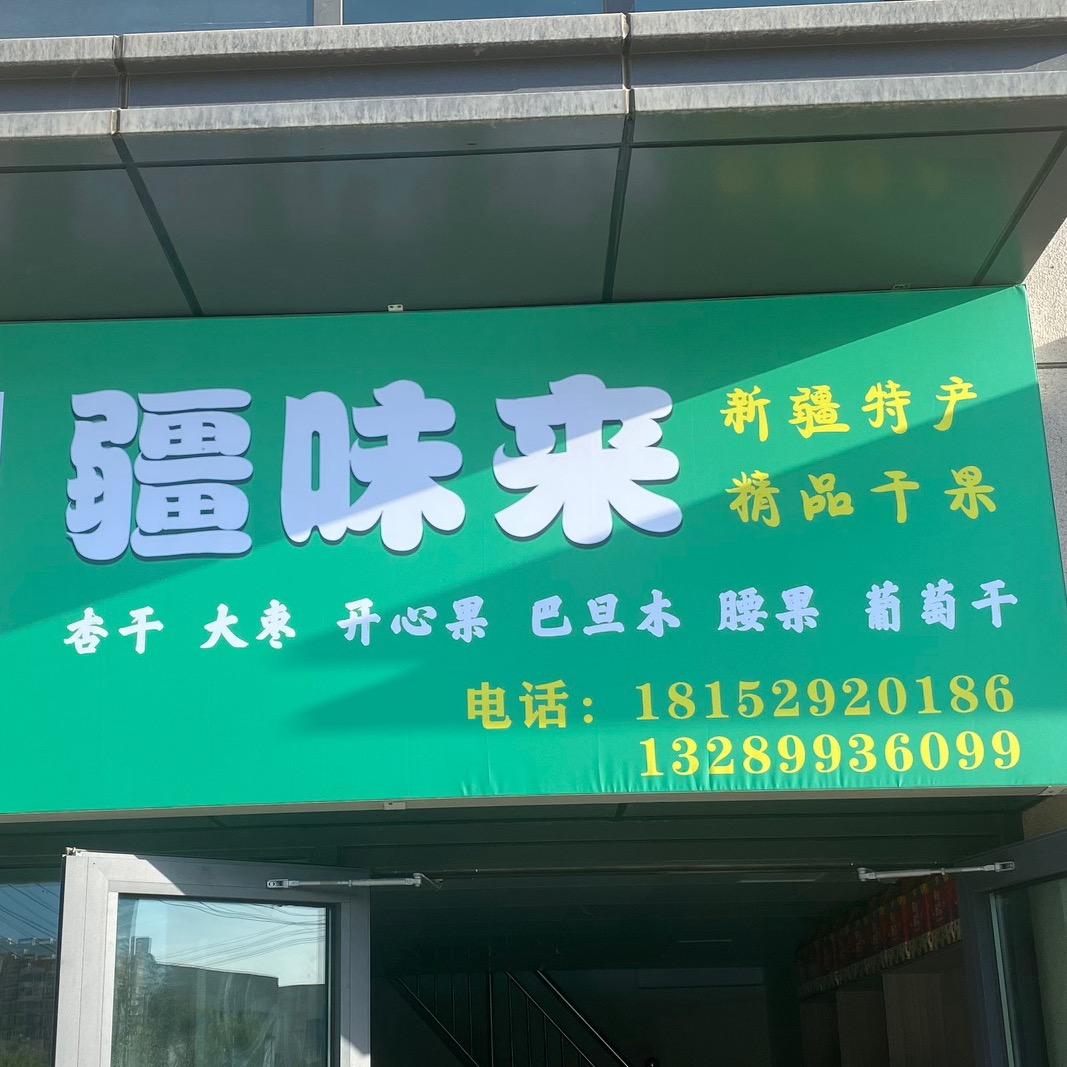 疆味来
新疆特产
精品干果
杏干 大枣 开心果 巴旦木 腰果 葡萄干
电话：18152920186
13289936099